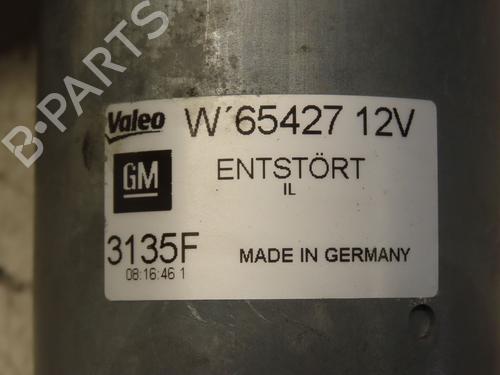 Valeo W´65427 12V
GM ENTSTÖRT
IL
3135F MADE IN GERMANY
08:16:46 1
B-PARTS